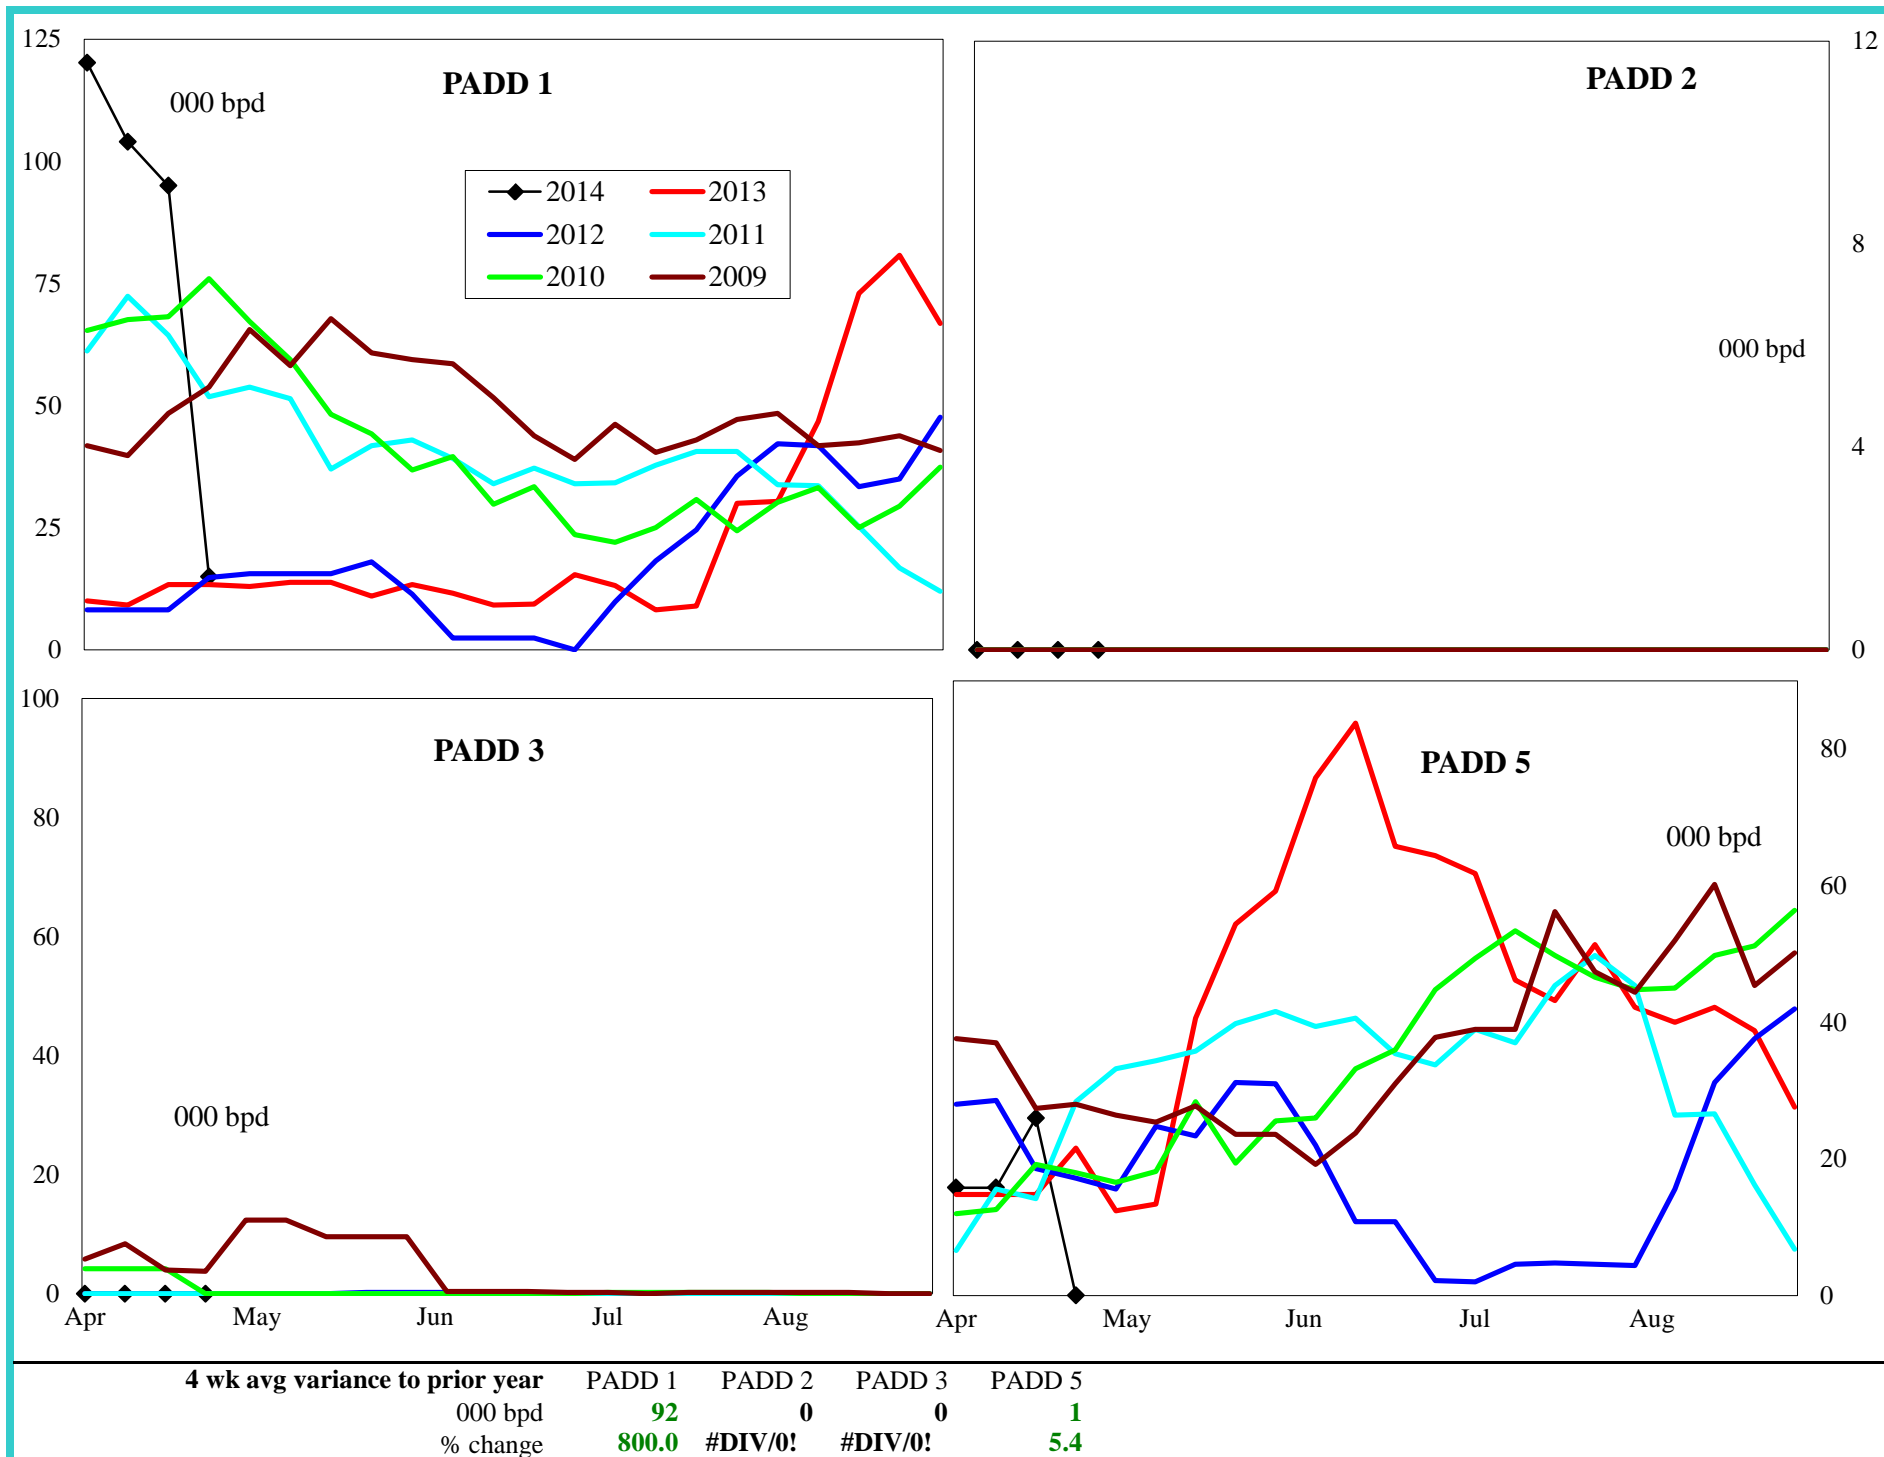 125
100
75
50
25
0
PADD 1
000 bpd
2014 2013
2012 2011
2010 2009
PADD 2
000 bpd
12
8
4
0
100
80
60
40
20
0
PADD 3
000 bpd
Apr May Jun Jul Aug
PADD 5
000 bpd
80
60
40
20
0
Apr May Jun Jul Aug
4 wk avg variance to prior year PADD 1 PADD 2 PADD 3 PADD 5
000 bpd 92 0 0 1
% change 800.0 #DIV/0! #DIV/0! 5.4